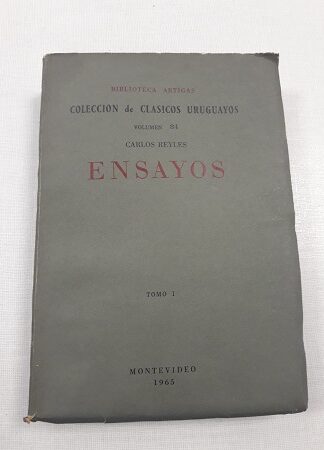 BIBLIOTECA ARTIGAS
COLECCION de CLASICOS URUGUAYOS
VOLUMEN 84
CARLOS REYLES
ENSAYOS
TOMO I
MONTEVIDEO
1965